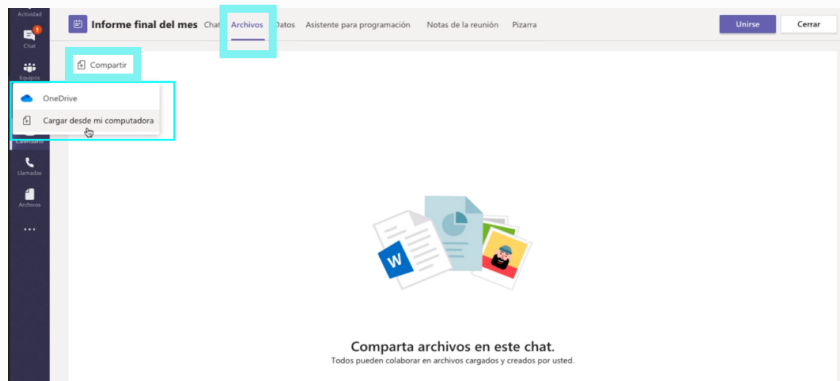 Actividad
1
Chat
Equipos
Calendario
Llamadas
Archivos
Informe final del mes Chat Archivos Datos Asistente para programación Notas de la reunión Pizarra Unirse Cerrar
Compartir
OneDrive
Cargar desde mi computadora
W
Comparta archivos en este chat.
Todos pueden colaborar en archivos cargados y creados por usted.